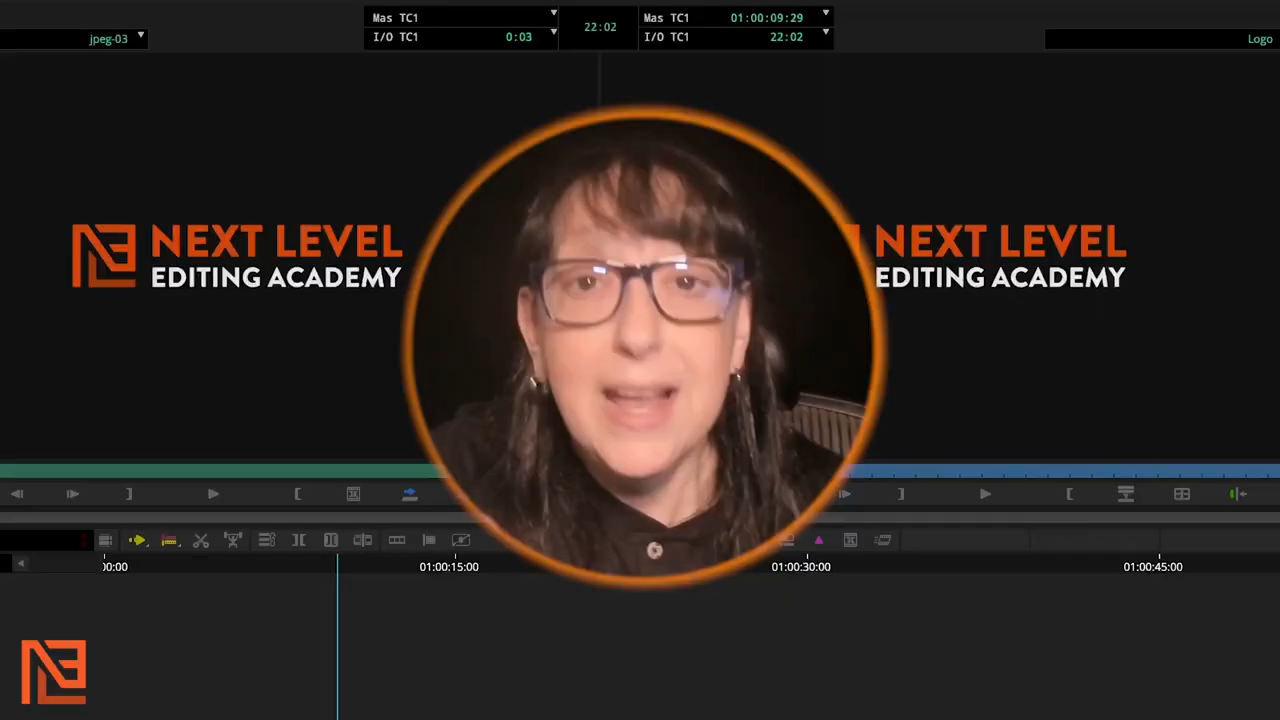 Mas TC1
I/O TC1 0:03
22:02
Mas TC1 01:00:09:29
I/O TC1 22:02
jpeg-03
Logo
NEXT LEVEL
EDITING ACADEMY
NEXT LEVEL
EDITING ACADEMY
00:00
01:00:15:00
01:00:30:00
01:00:45:00